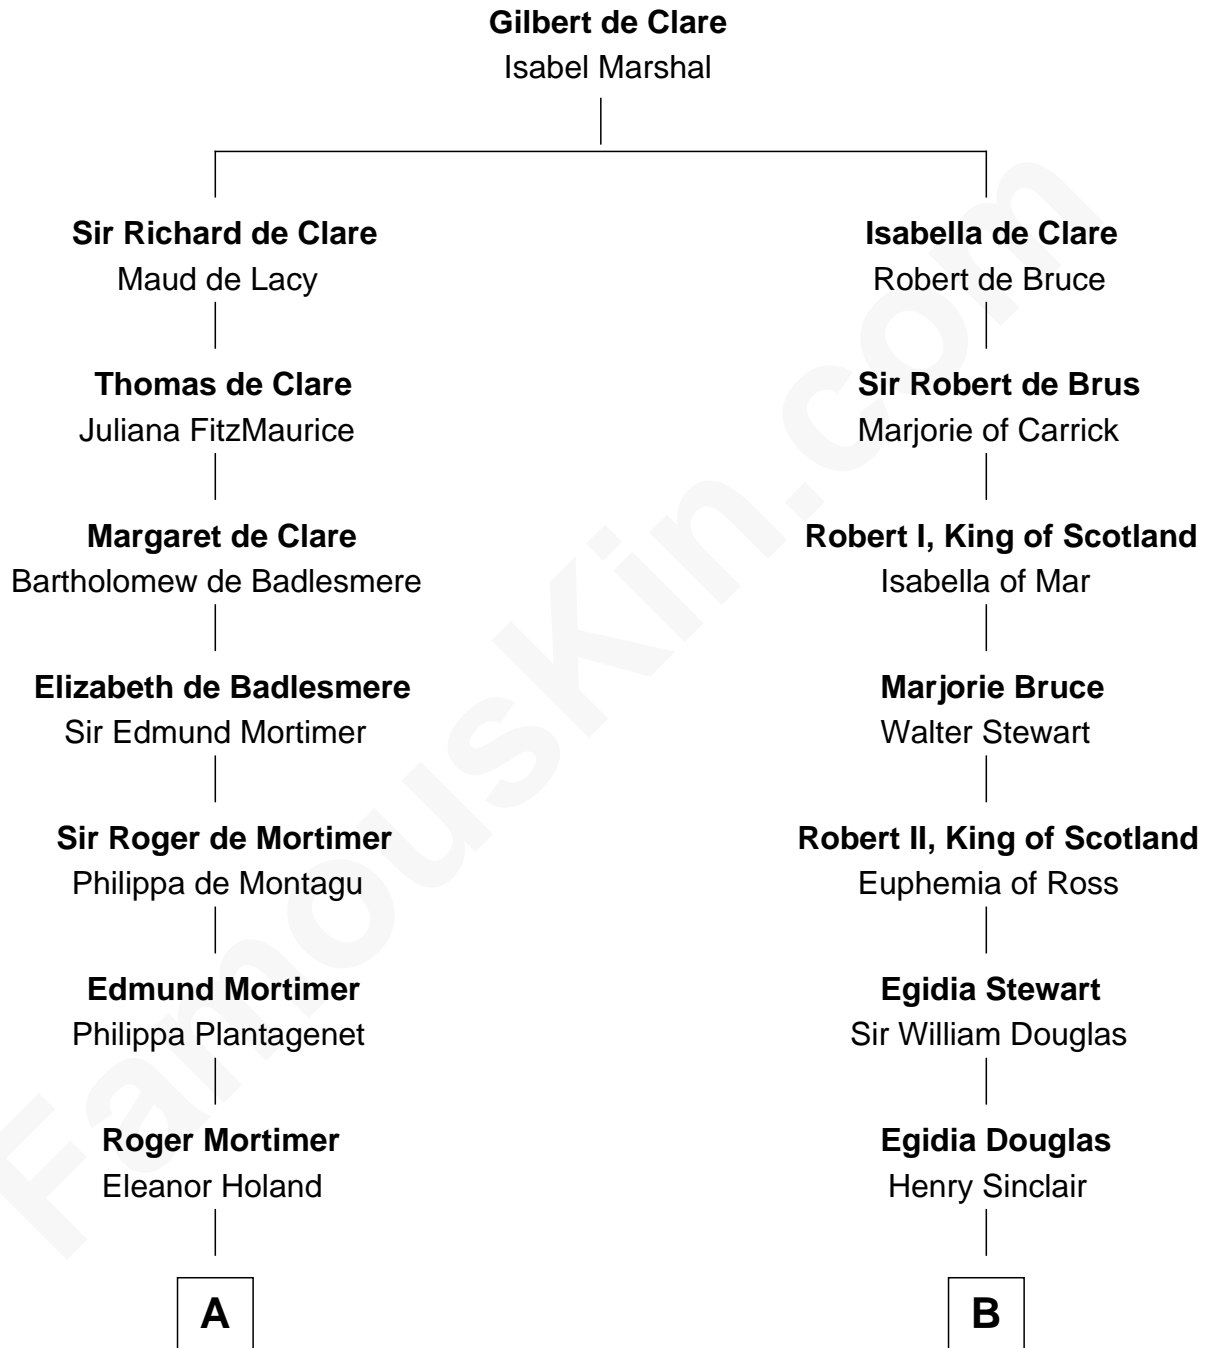 Gilbert de Clare
Isabel Marshal
Sir Richard de Clare
Maud de Lacy
Thomas de Clare
Juliana FitzMaurice
Margaret de Clare
Bartholomew de Badlesmere
Elizabeth de Badlesmere
Sir Edmund Mortimer
Sir Roger de Mortimer
Philippa de Montagu
Edmund Mortimer
Philippa Plantagenet
Roger Mortimer
Eleanor Holand
A
Isabella de Clare
Robert de Bruce
Sir Robert de Brus
Marjorie of Carrick
Robert I, King of Scotland
Isabella of Mar
Marjorie Bruce
Walter Stewart
Robert II, King of Scotland
Euphemia of Ross
Egidia Stewart
Sir William Douglas
Egidia Douglas
Henry Sinclair
B
FamousKin.com